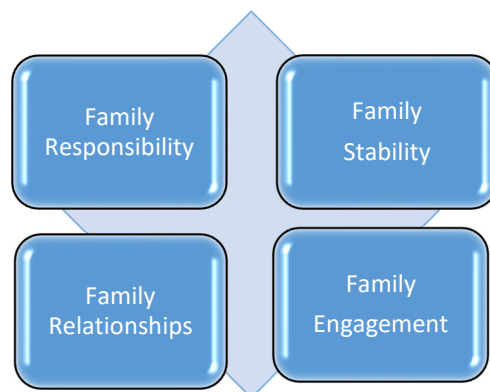 Family
Responsibility
Family
Stability
Family
Relationships
Family
Engagement